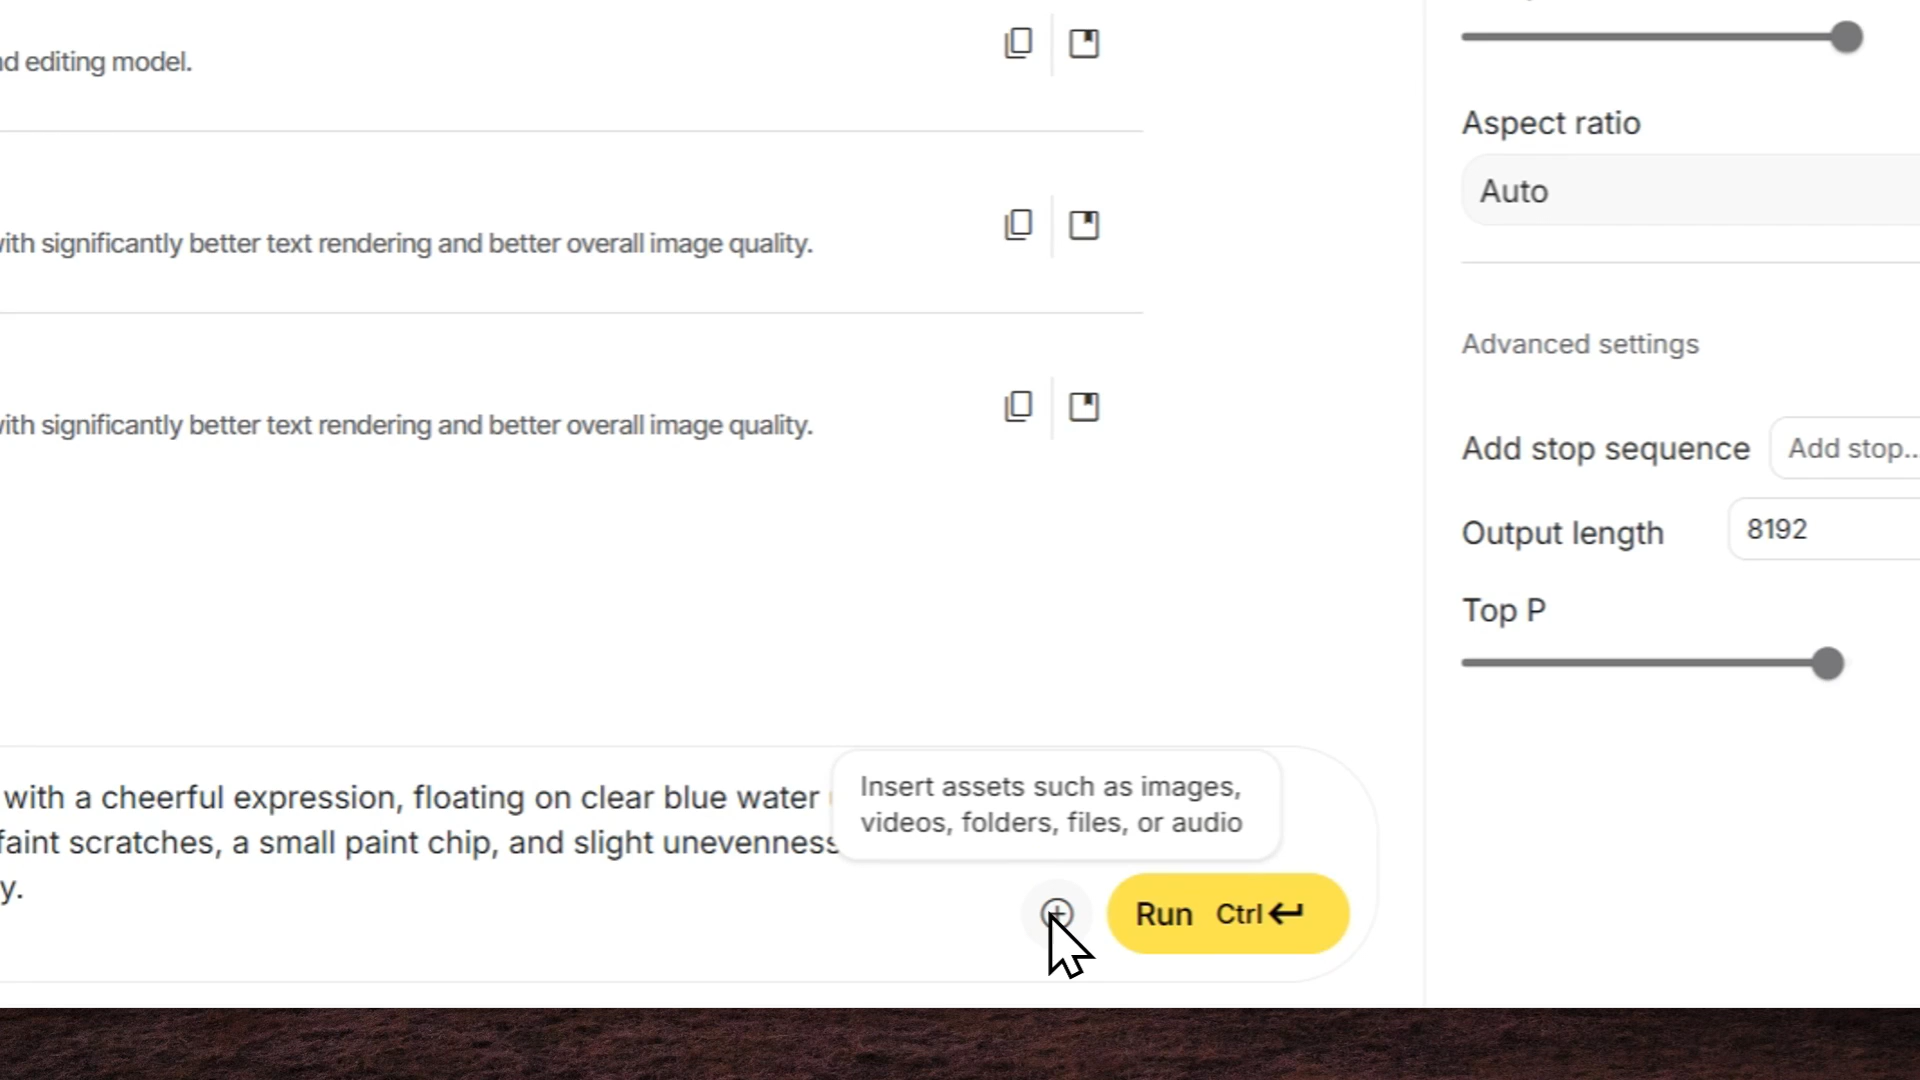 editing model.
Aspect ratio
Auto
with significantly better text rendering and better overall image quality.
Advanced settings
with significantly better text rendering and better overall image quality.
Add stop sequence
Add stop...
Output length
8192
Top P
with a cheerful expression, floating on clear blue water
faint scratches, a small paint chip, and slight unevenness
y.
Insert assets such as images,
videos, folders, files, or audio
Run Ctrl